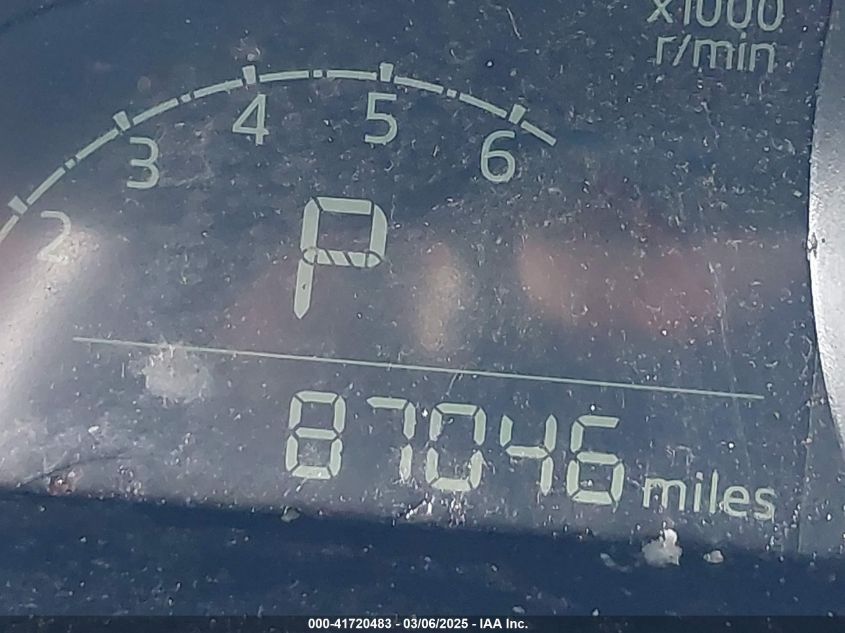 x1000
r/min
2 3 4 5 6
P
87046 miles
000-41720483 - 03/06/2025 - IAA Inc.